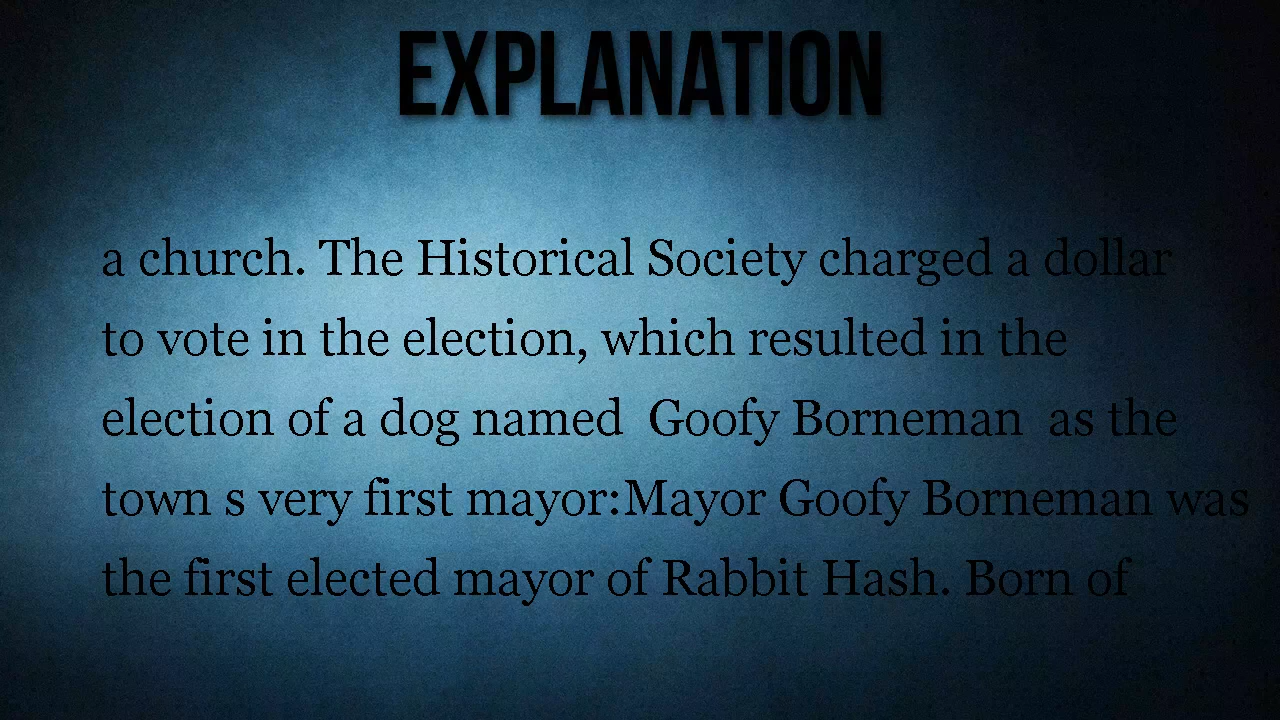 EXPLANATION
a church. The Historical Society charged a dollar
to vote in the election, which resulted in the
election of a dog named  Goofy Borneman  as the
town s very first mayor:Mayor Goofy Borneman was
the first elected mayor of Rabbit Hash. Born of